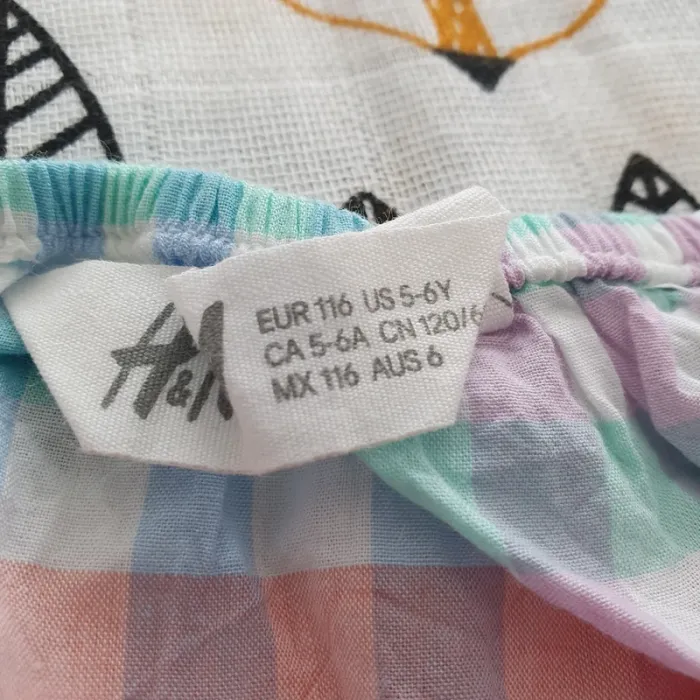 H&M
EUR 116 US 5-6Y
CA 5-6A CN 120/6
MX 116 AUS 6